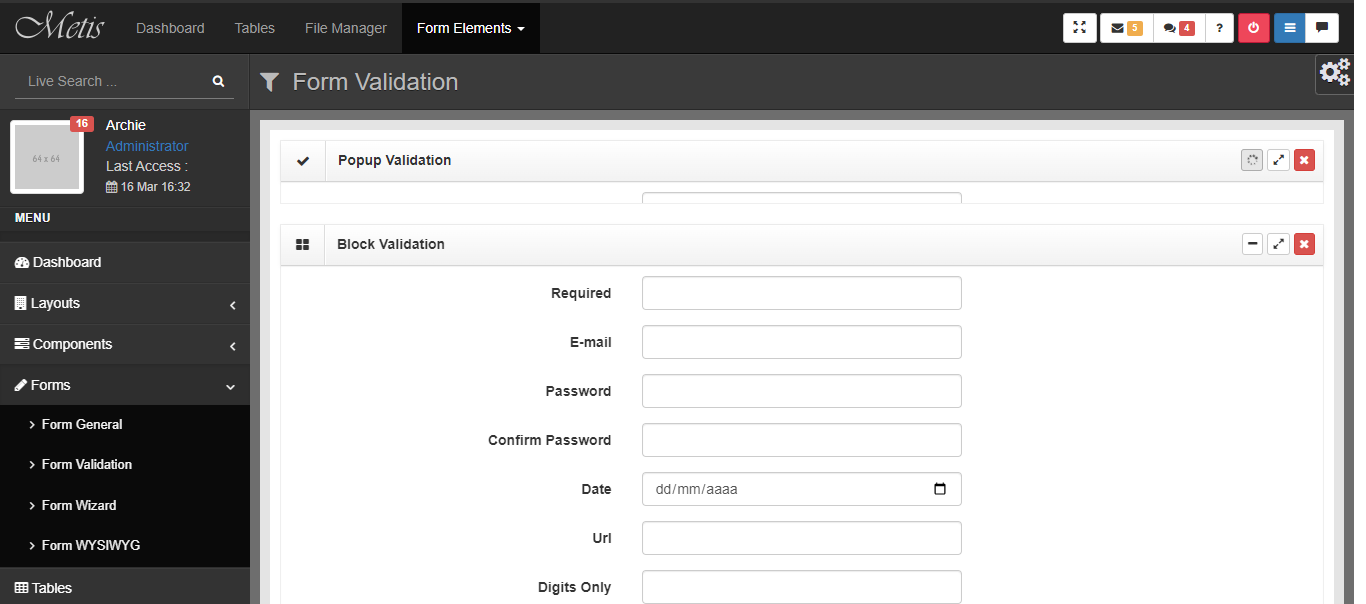 Metis Dashboard Tables File Manager Form Elements 5 4 ?
Live Search ...
Form Validation
64 x 64
16
Archie
Administrator
Last Access :
16 Mar 16:32
MENU
Dashboard
Layouts
Components
Forms
Form General
Form Validation
Form Wizard
Form WYSIWYG
Tables
Popup Validation
Block Validation
Required
E-mail
Password
Confirm Password
Date dd/mm/aaaa
Url
Digits Only